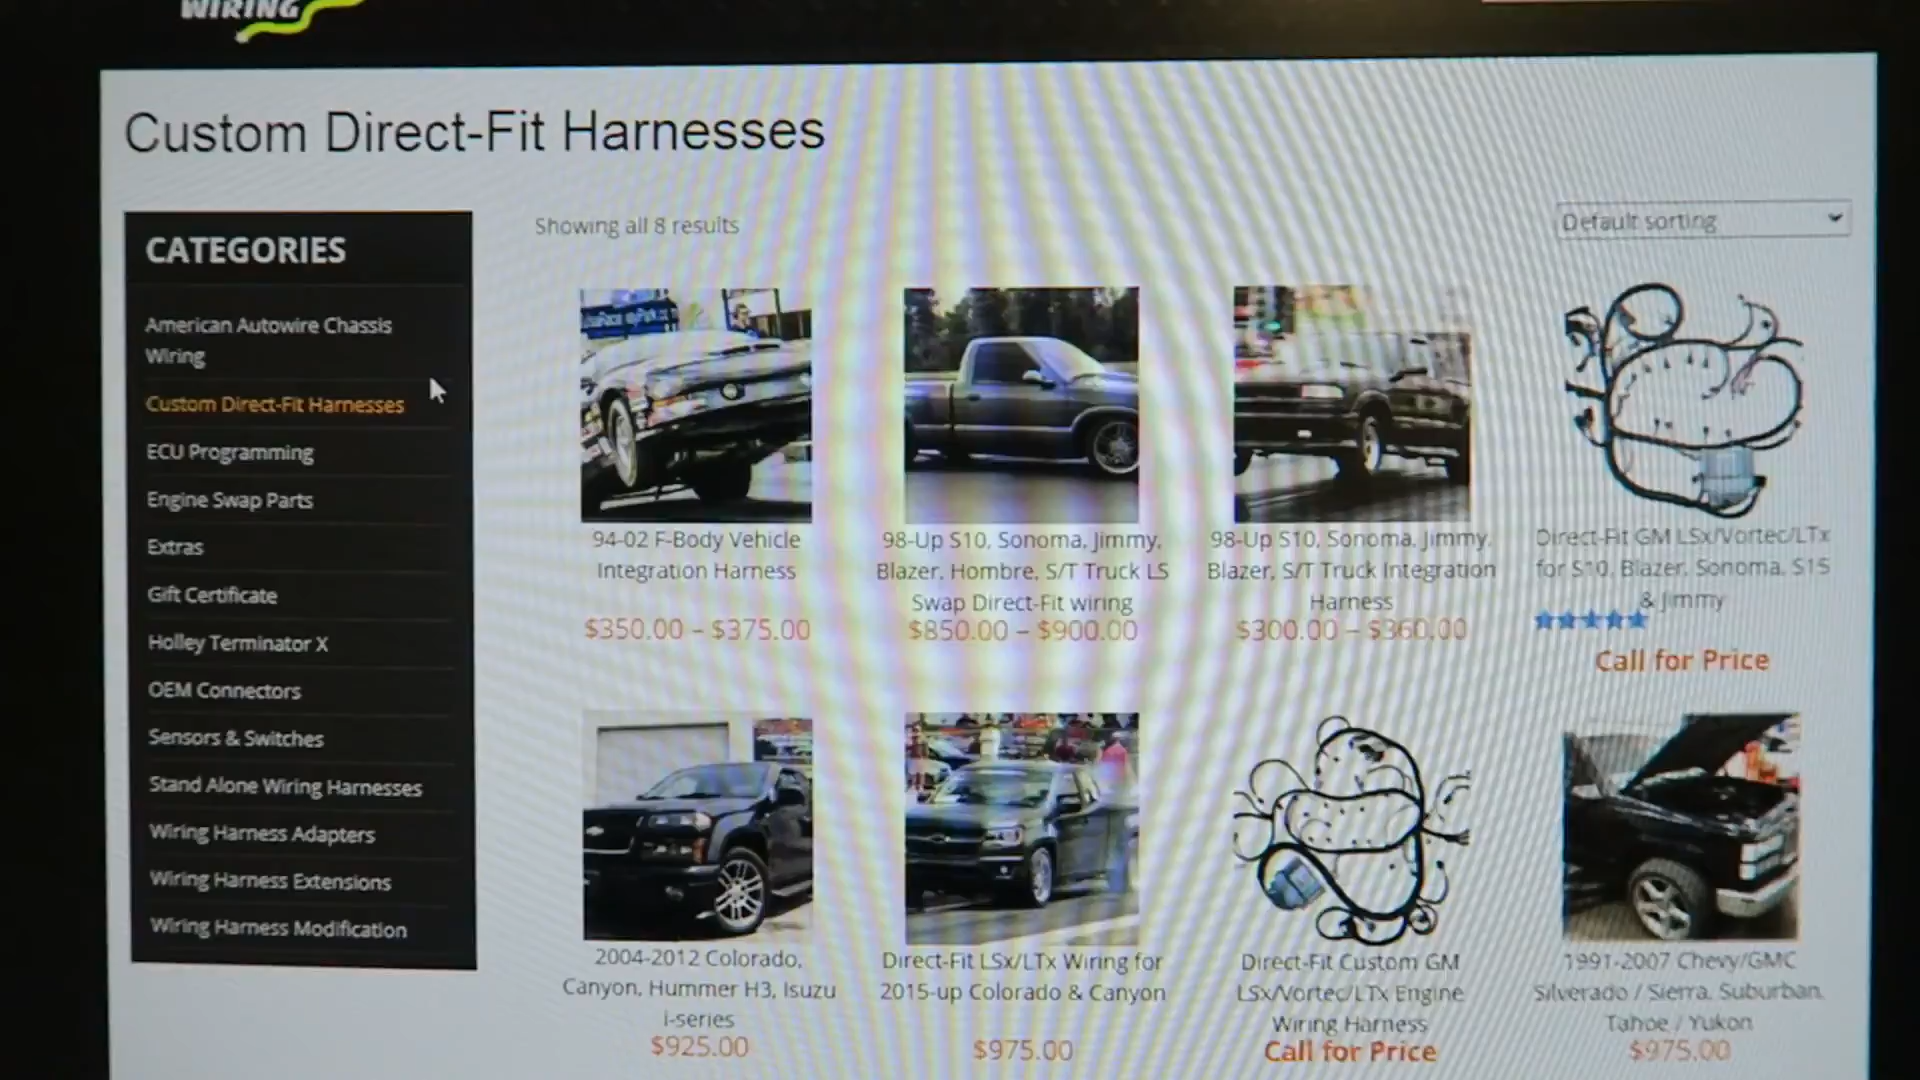 WIRING
Custom Direct-Fit Harnesses
CATEGORIES
American Autowire Chassis
Wiring
Custom Direct-Fit Harnesses
ECU Programming
Engine Swap Parts
Extras
Gift Certificate
Holley Terminator X
OEM Connectors
Sensors & Switches
Stand Alone Wiring Harnesses
Wiring Harness Adapters
Wiring Harness Extensions
Wiring Harness Modification
Showing all 8 results
Default sorting
94-02 F-Body Vehicle
Integration Harness
$350.00 – $375.00
98-Up S10, Sonoma, Jimmy,
Blazer, Hombre, S/T Truck LS
Swap Direct-Fit wiring
$850.00 – $900.00
98-Up S10, Sonoma, Jimmy,
Blazer, S/T Truck Integration
Harness
$300.00 – $360.00
Direct-Fit GM LSx/Vortec/LTx
for S10, Blazer, Sonoma, S15
& Jimmy
Call for Price
2004-2012 Colorado,
Canyon, Hummer H3, Isuzu
i-series
$925.00
Direct-Fit LSx/LTx Wiring for
2015-up Colorado & Canyon
$975.00
Direct-Fit Custom GM
LSx/Vortec/LTx Engine
Wiring Harness
Call for Price
1991-2007 Chevy/GMC
Silverado / Sierra, Suburban,
Tahoe / Yukon
$975.00